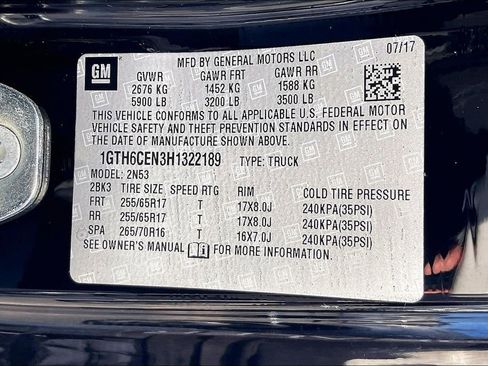 GM
MFD BY GENERAL MOTORS LLC
07/17
GVWR GAWR FRT GAWR RR
2676 KG 1452 KG 1588 KG
5900 LB 3200 LB 3500 LB
THIS VEHICLE CONFORMS TO ALL APPLICABLE U.S. FEDERAL MOTOR
VEHICLE SAFETY AND THEFT PREVENTION STANDARDS IN EFFECT ON
THE DATE OF MANUFACTURE SHOWN ABOVE.
1GTH6CEN3H1322189 TYPE: TRUCK
MODEL: 2N53
2BK3 TIRE SIZE SPEED RTG RIM COLD TIRE PRESSURE
FRT 255/65R17 T 17X8.0J 240KPA(35PSI)
RR 255/65R17 T 17X8.0J 240KPA(35PSI)
SPA 265/70R16 T 16X7.0J 240KPA(35PSI)
SEE OWNER'S MANUAL FOR MORE INFORMATION.